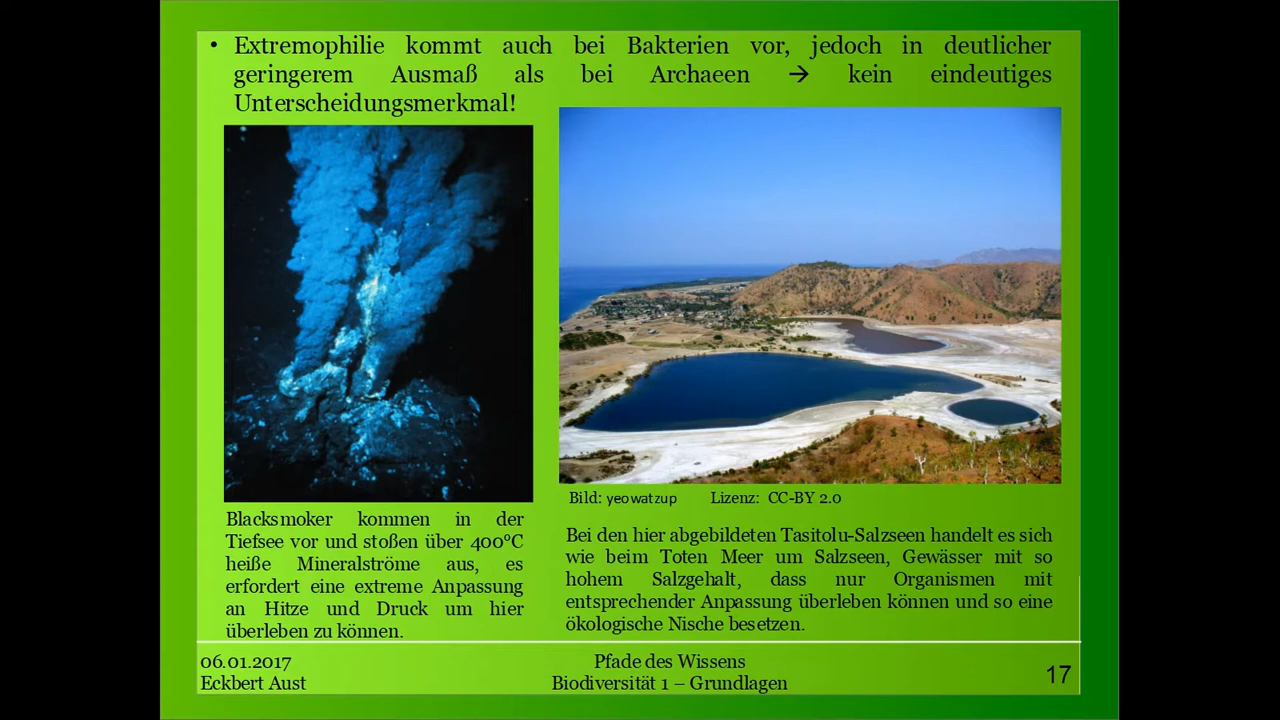 • Extremophilie kommt auch bei Bakterien vor, jedoch in deutlicher
geringerem Ausmaß als bei Archaeen → kein eindeutiges
Unterscheidungsmerkmal!
Bild: yeowatzup Lizenz: CC-BY 2.0
Blacksmoker kommen in der
Tiefsee vor und stoßen über 400°C
heiße Mineralströme aus, es
erfordert eine extreme Anpassung
an Hitze und Druck um hier
überleben zu können.
Bei den hier abgebildeten Tasitolu-Salzseen handelt es sich
wie beim Toten Meer um Salzseen, Gewässer mit so
hohem Salzgehalt, dass nur Organismen mit
entsprechender Anpassung überleben können und so eine
ökologische Nische besetzen.
06.01.2017
Eckbert Aust
Pfade des Wissens
Biodiversität 1 – Grundlagen
17